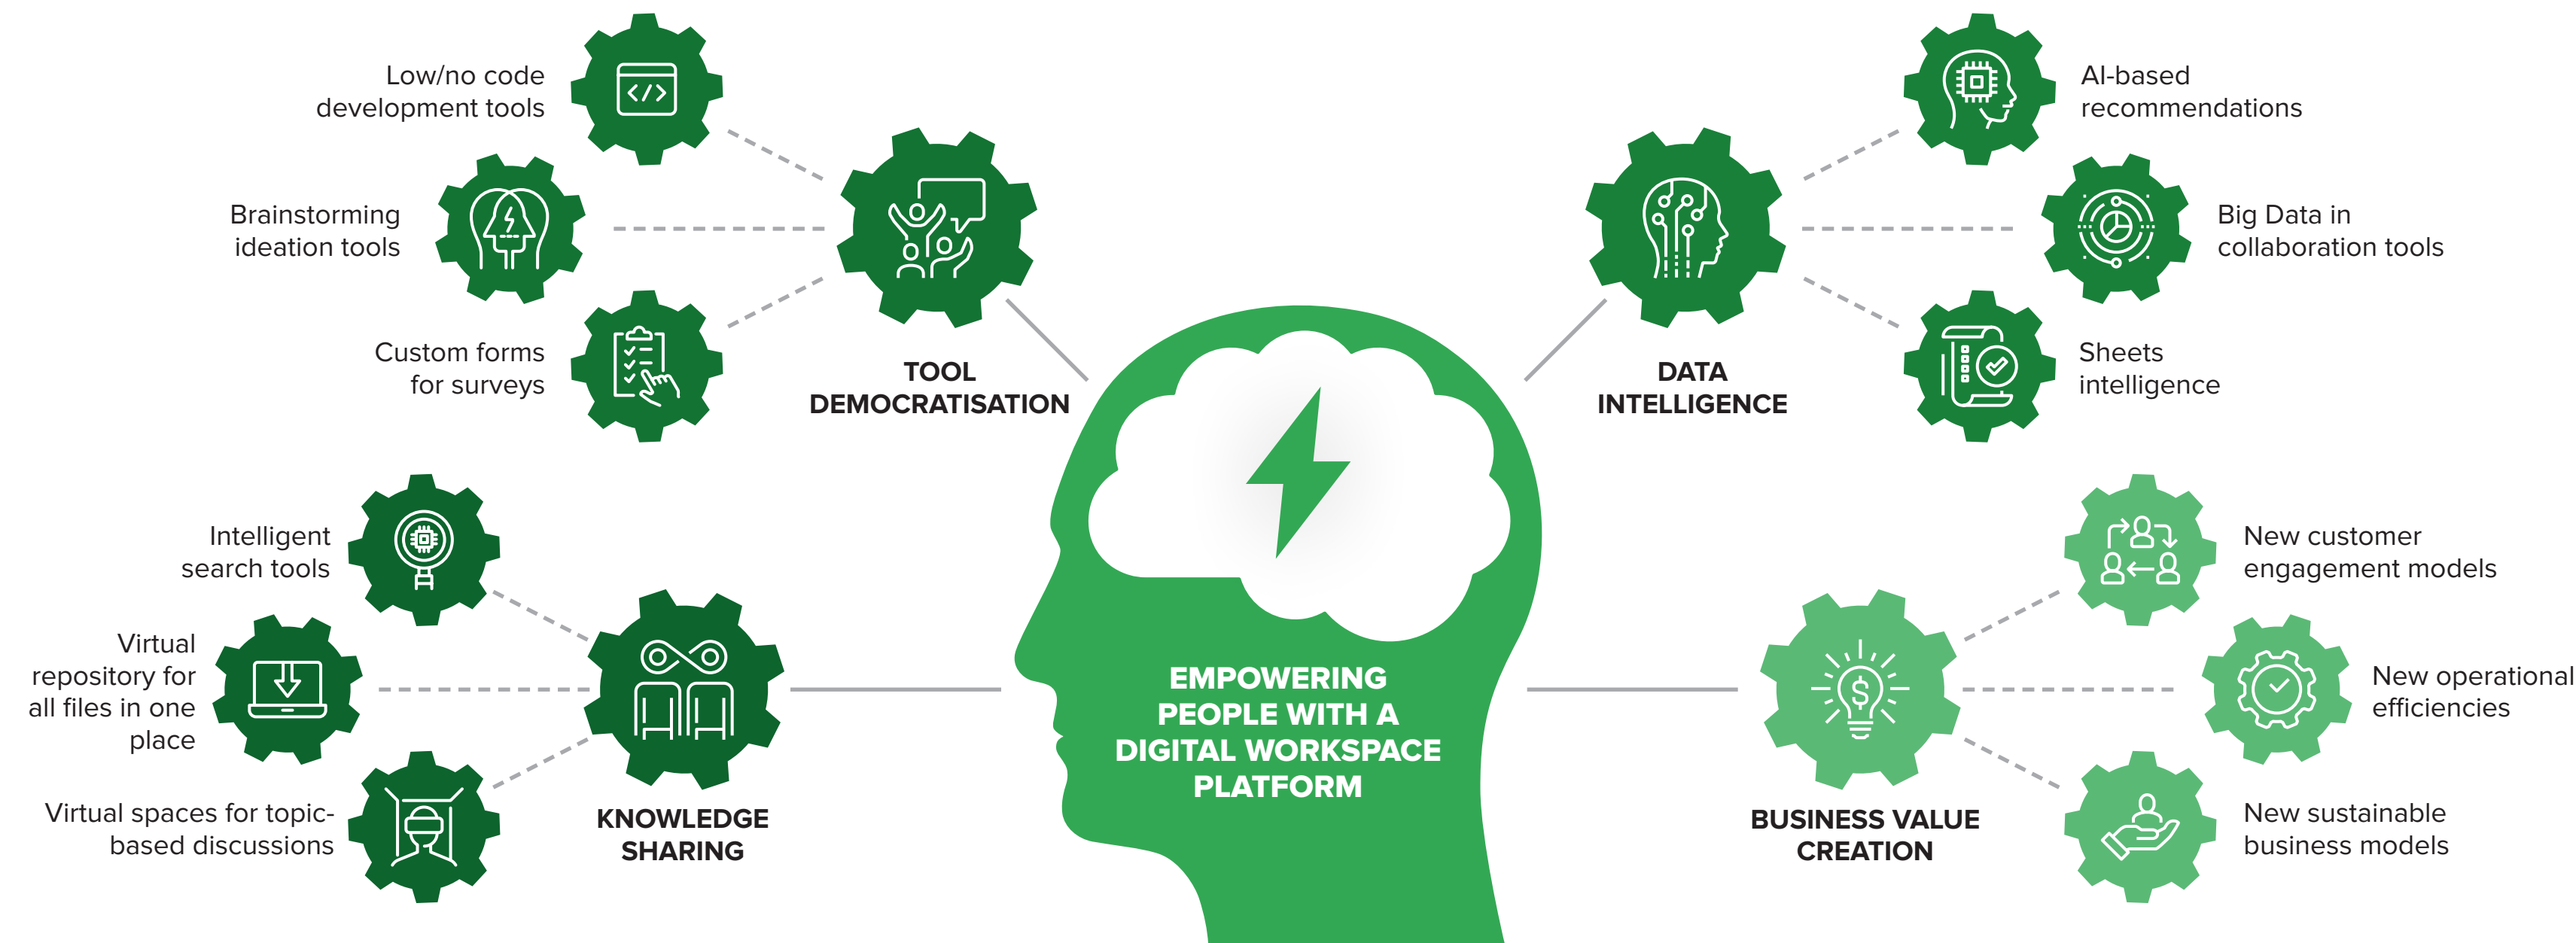 Low/no code
development tools
Brainstorming
ideation tools
Custom forms
for surveys
TOOL
DEMOCRATISATION
Intelligent
search tools
Virtual
repository for
all files in one
place
Virtual spaces for topic-
based discussions
KNOWLEDGE
SHARING
EMPOWERING
PEOPLE WITH A
DIGITAL WORKSPACE
PLATFORM
DATA
INTELLIGENCE
AI-based
recommendations
Big Data in
collaboration tools
Sheets
intelligence
BUSINESS VALUE
CREATION
$
New customer
engagement models
New operational
efficiencies
New sustainable
business models